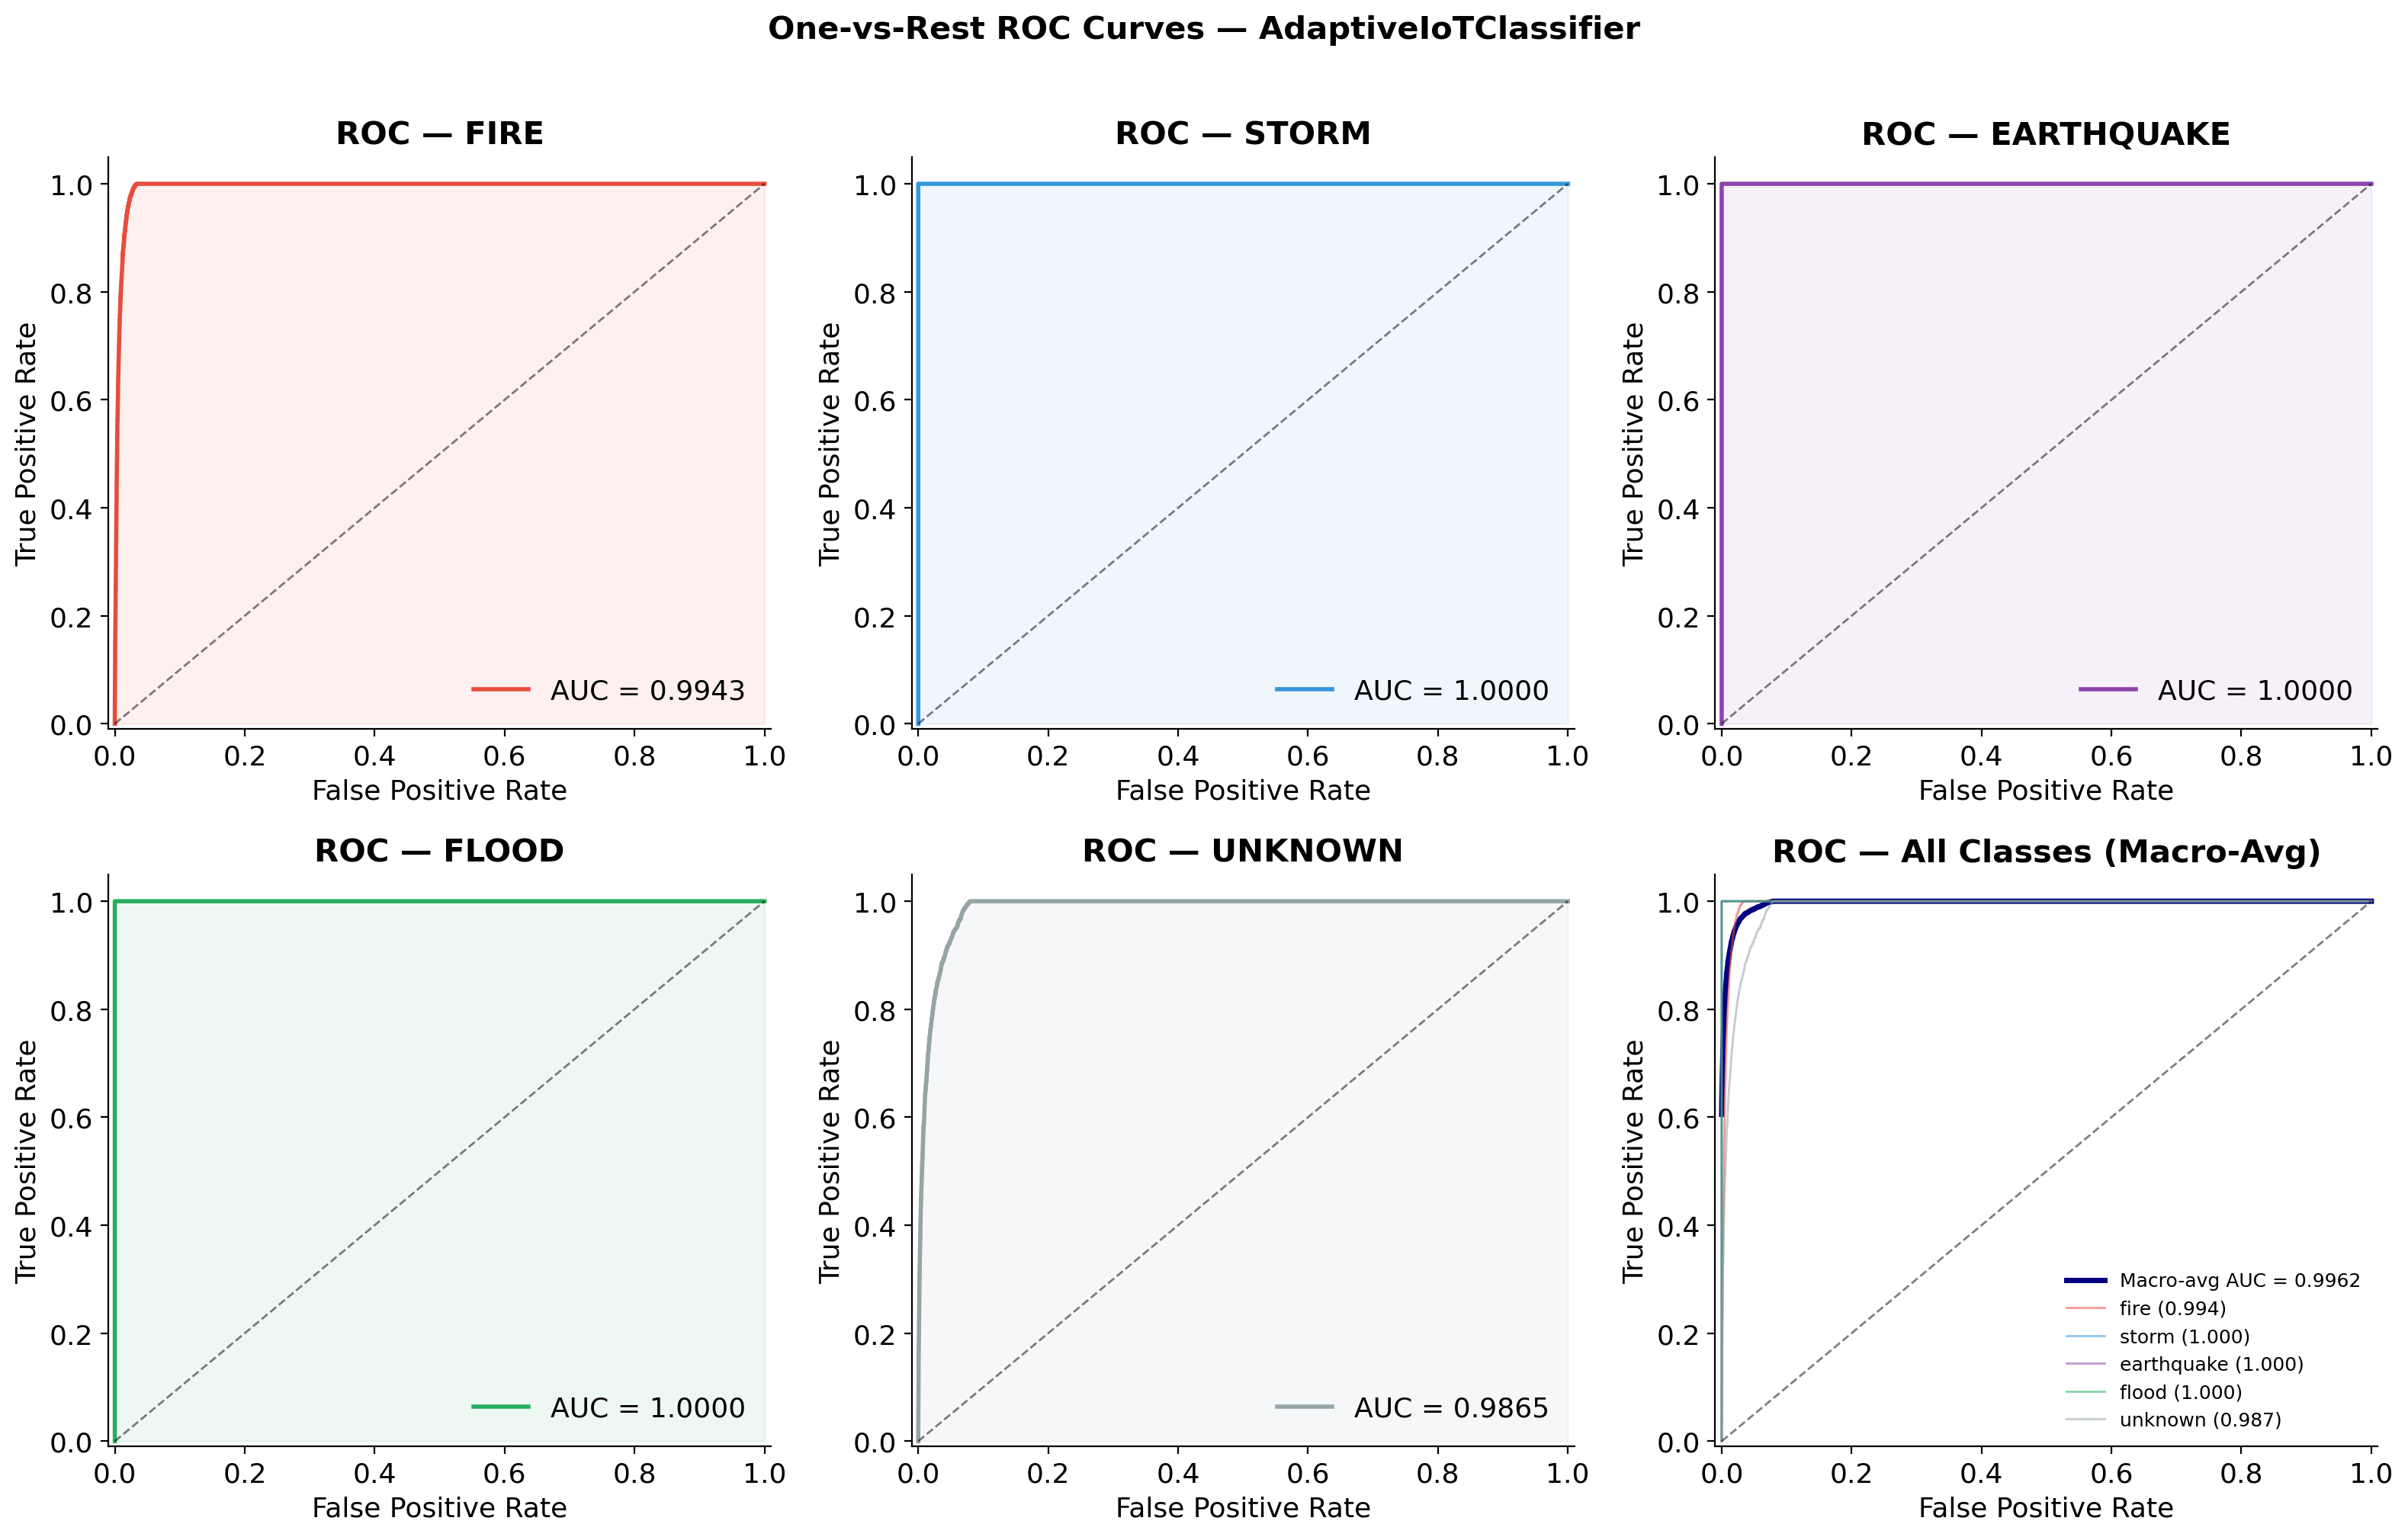 One-vs-Rest ROC Curves — AdaptiveIoTClassifier
ROC — FIRE
True Positive Rate
1.0
0.8
0.6
0.4
0.2
0.0
AUC = 0.9943
0.0 0.2 0.4 0.6 0.8 1.0
False Positive Rate
ROC — STORM
True Positive Rate
1.0
0.8
0.6
0.4
0.2
0.0
AUC = 1.0000
0.0 0.2 0.4 0.6 0.8 1.0
False Positive Rate
ROC — EARTHQUAKE
True Positive Rate
1.0
0.8
0.6
0.4
0.2
0.0
AUC = 1.0000
0.0 0.2 0.4 0.6 0.8 1.0
False Positive Rate
ROC — FLOOD
True Positive Rate
1.0
0.8
0.6
0.4
0.2
0.0
AUC = 1.0000
0.0 0.2 0.4 0.6 0.8 1.0
False Positive Rate
ROC — UNKNOWN
True Positive Rate
1.0
0.8
0.6
0.4
0.2
0.0
AUC = 0.9865
0.0 0.2 0.4 0.6 0.8 1.0
False Positive Rate
ROC — All Classes (Macro-Avg)
True Positive Rate
1.0
0.8
0.6
0.4
0.2
0.0
Macro-avg AUC = 0.9962
fire (0.994)
storm (1.000)
earthquake (1.000)
flood (1.000)
unknown (0.987)
0.0 0.2 0.4 0.6 0.8 1.0
False Positive Rate